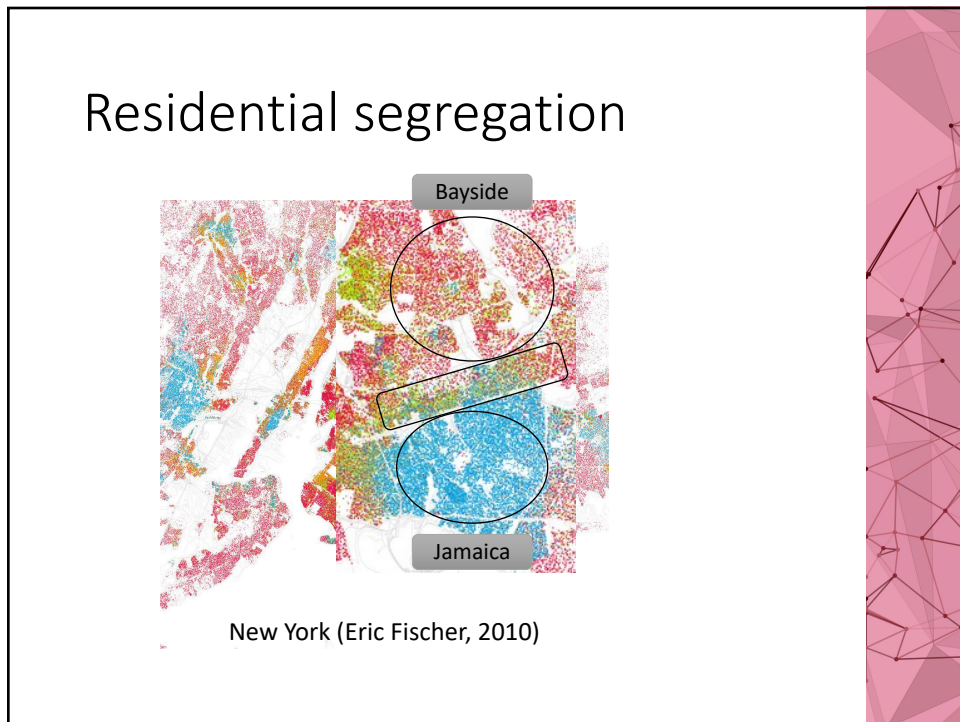 Residential segregation
Bayside
Jamaica
New York (Eric Fischer, 2010)